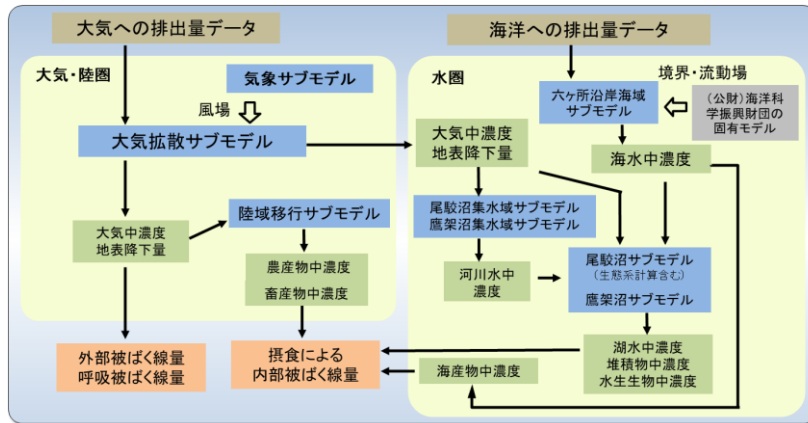 大気への排出量データ
海洋への排出量データ
大気・陸圏
気象サブモデル
風場
大気拡散サブモデル
大気中濃度
地表降下量
陸域移行サブモデル
農産物中濃度
畜産物中濃度
外部被ばく線量
呼吸被ばく線量
摂食による
内部被ばく線量
水圏
境界・流動場
六ヶ所沿岸海域
サブモデル
(公財)海洋科
学振興財団の
固有モデル
大気中濃度
地表降下量
海水中濃度
尾駮沼集水域サブモデル
鷹架沼集水域サブモデル
河川水中
濃度
尾駮沼サブモデル
(生態系計算含む)
鷹架沼サブモデル
湖水中濃度
堆積物中濃度
水生生物中濃度
海産物中濃度